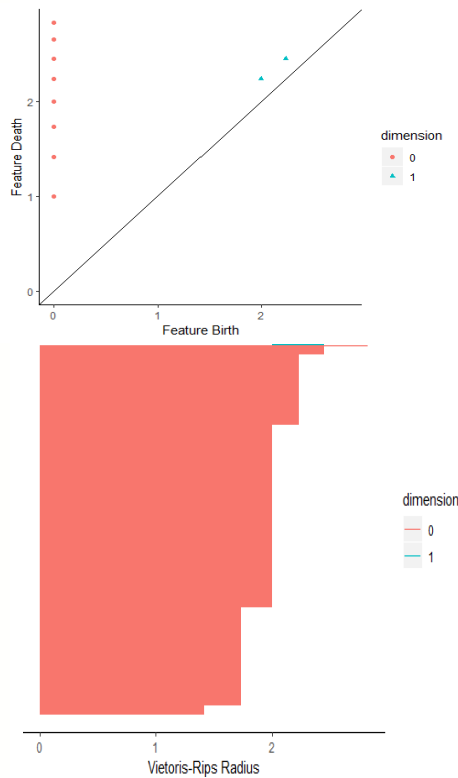 Feature Death
2
1
0
0 1 2
Feature Birth
dimension
0
1
dimension
0
1
0 1 2
Vietoris-Rips Radius